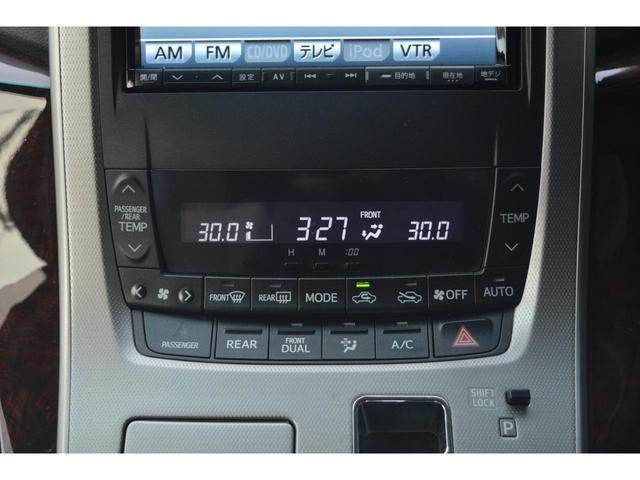 AM FM CD/DVD テレビ iPod VTR
開/閉 設定 AV 目的地 現在地 地デジ
PASSENGER
/REAR
TEMP
FRONT
30.0 3:27 30.0
TEMP
H M :00
FRONT REAR MODE OFF AUTO
PASSENGER REAR FRONT DUAL A/C
SHIFT
LOCK
P